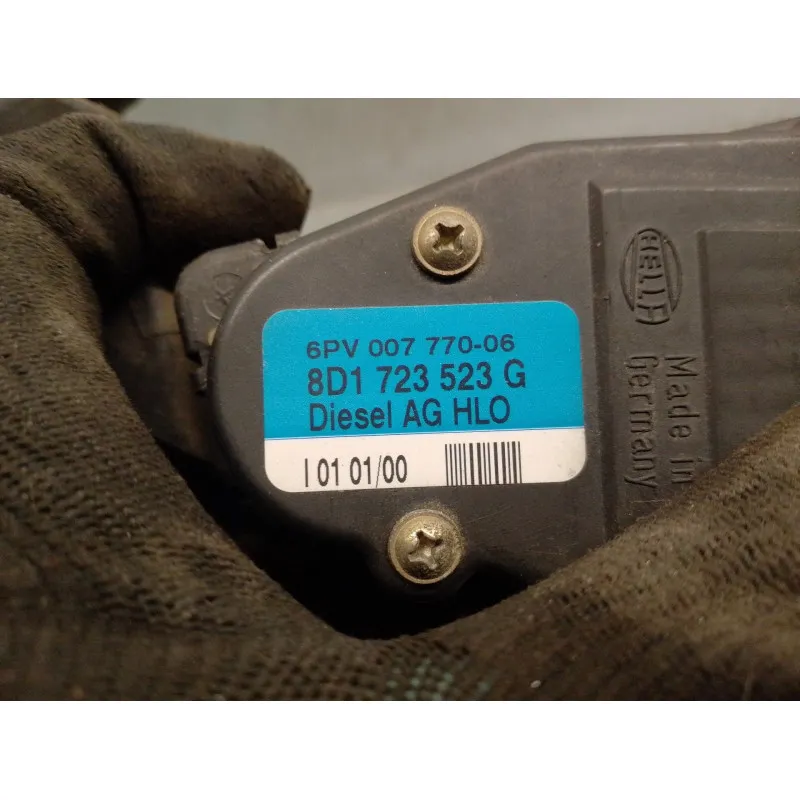 6PV 007 770-06
8D1 723 523 G
Diesel AG HLO
I 01 01/00
HELLA
Made in
Germany